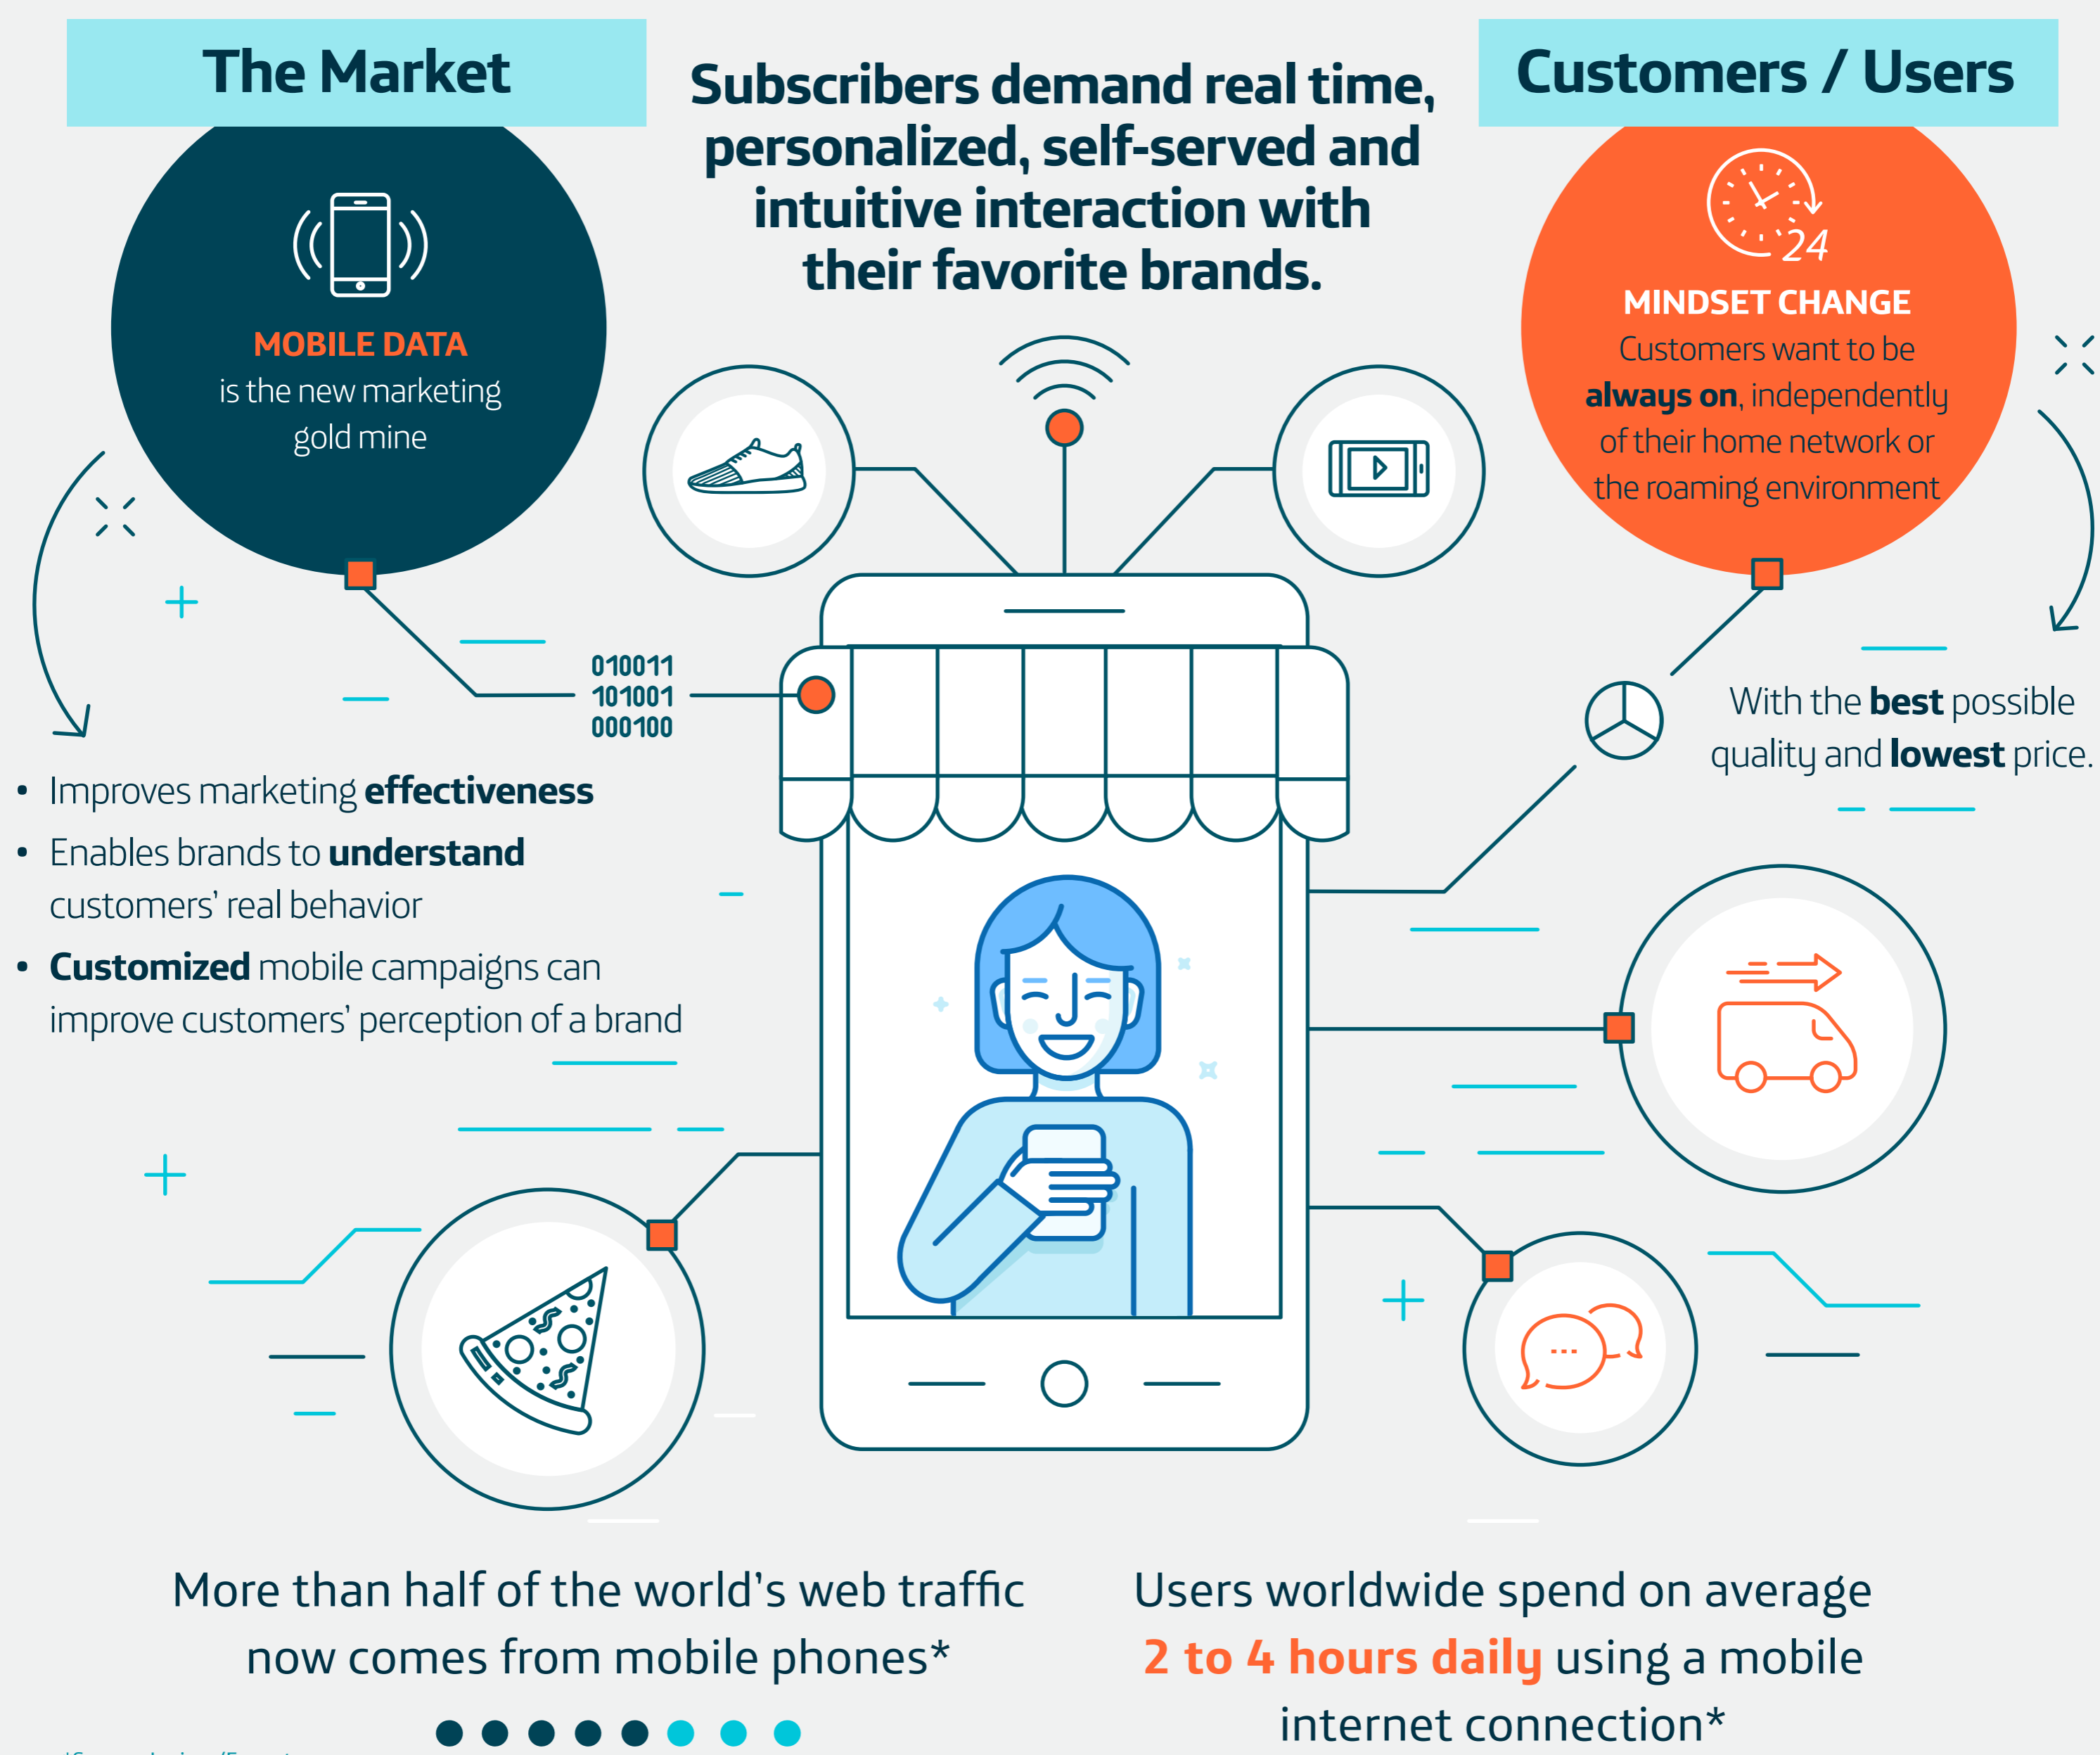 The Market
Subscribers demand real time,
personalized, self-served and
intuitive interaction with
their favorite brands.
Customers / Users
MOBILE DATA
is the new marketing
gold mine
24
MINDSET CHANGE
Customers want to be
always on, independently
of their home network or
the roaming environment
010011
101001
000100
With the best possible
quality and lowest price.
• Improves marketing effectiveness
• Enables brands to understand
customers’ real behavior
• Customized mobile campaigns can
improve customers’ perception of a brand
More than half of the world’s web traffic
now comes from mobile phones*
Users worldwide spend on average
2 to 4 hours daily using a mobile
internet connection*